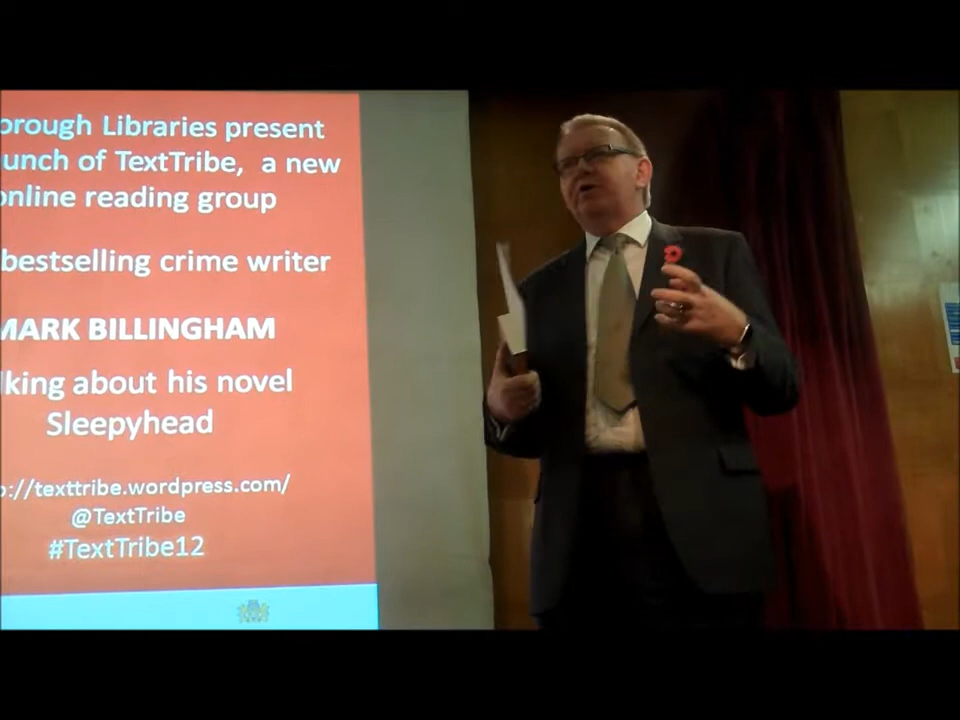 orough Libraries present
unch of TextTribe, a new
online reading group
bestselling crime writer
MARK BILLINGHAM
king about his novel
Sleepyhead
p://texttribe.wordpress.com/
@TextTribe
#TextTribe12